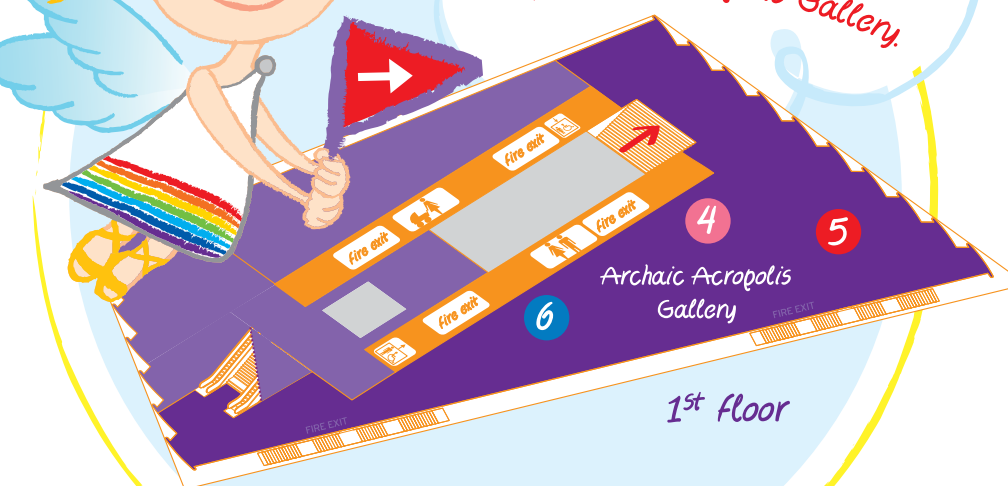 Gallery.
fire exit
fire exit
fire exit
fire exit
4
5
6
Archaic Acropolis
Gallery
FIRE EXIT
FIRE EXIT
1st floor